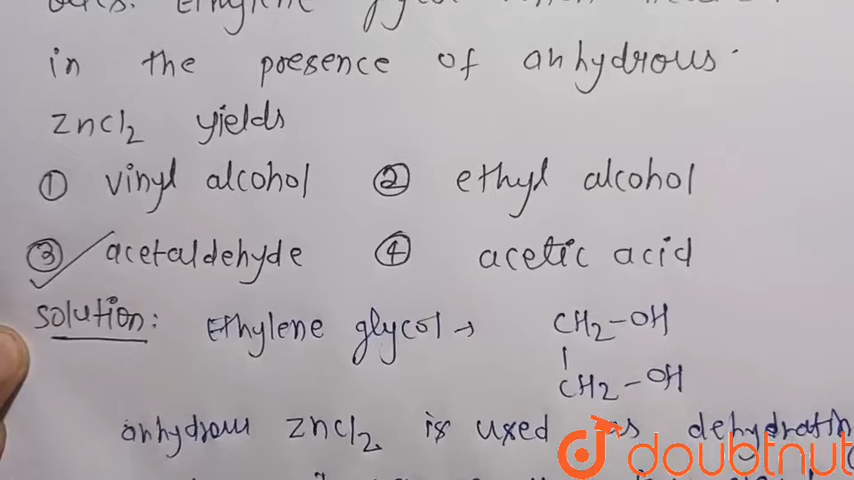 in the presence of anhydrous
ZnCl2 yields
① vinyl alcohol ② ethyl alcohol
③ acetaldehyde ④ acetic acid
Solution: Ethylene glycol → CH2-OH
CH2-OH
anhydrous ZnCl2 is used as
doubtnut